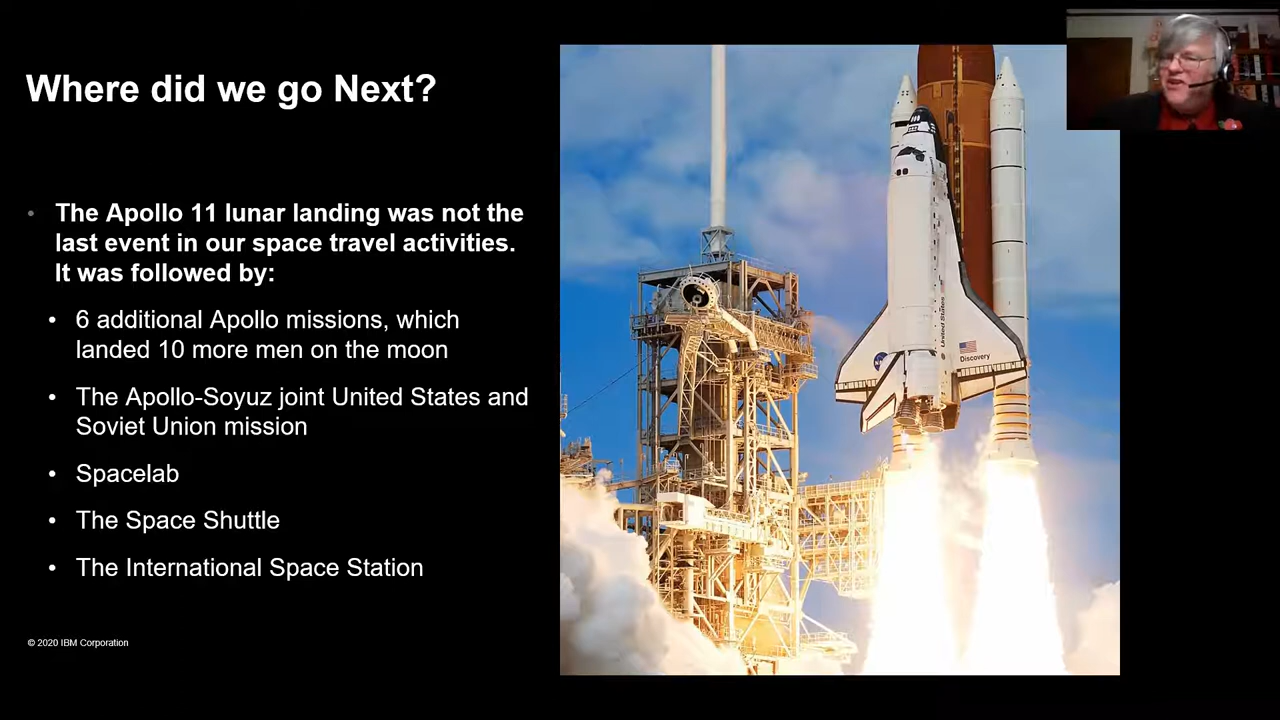 Where did we go Next?
• The Apollo 11 lunar landing was not the
last event in our space travel activities.
It was followed by:
• 6 additional Apollo missions, which
landed 10 more men on the moon
• The Apollo-Soyuz joint United States and
Soviet Union mission
• Spacelab
• The Space Shuttle
• The International Space Station
© 2020 IBM Corporation
United States
Discovery